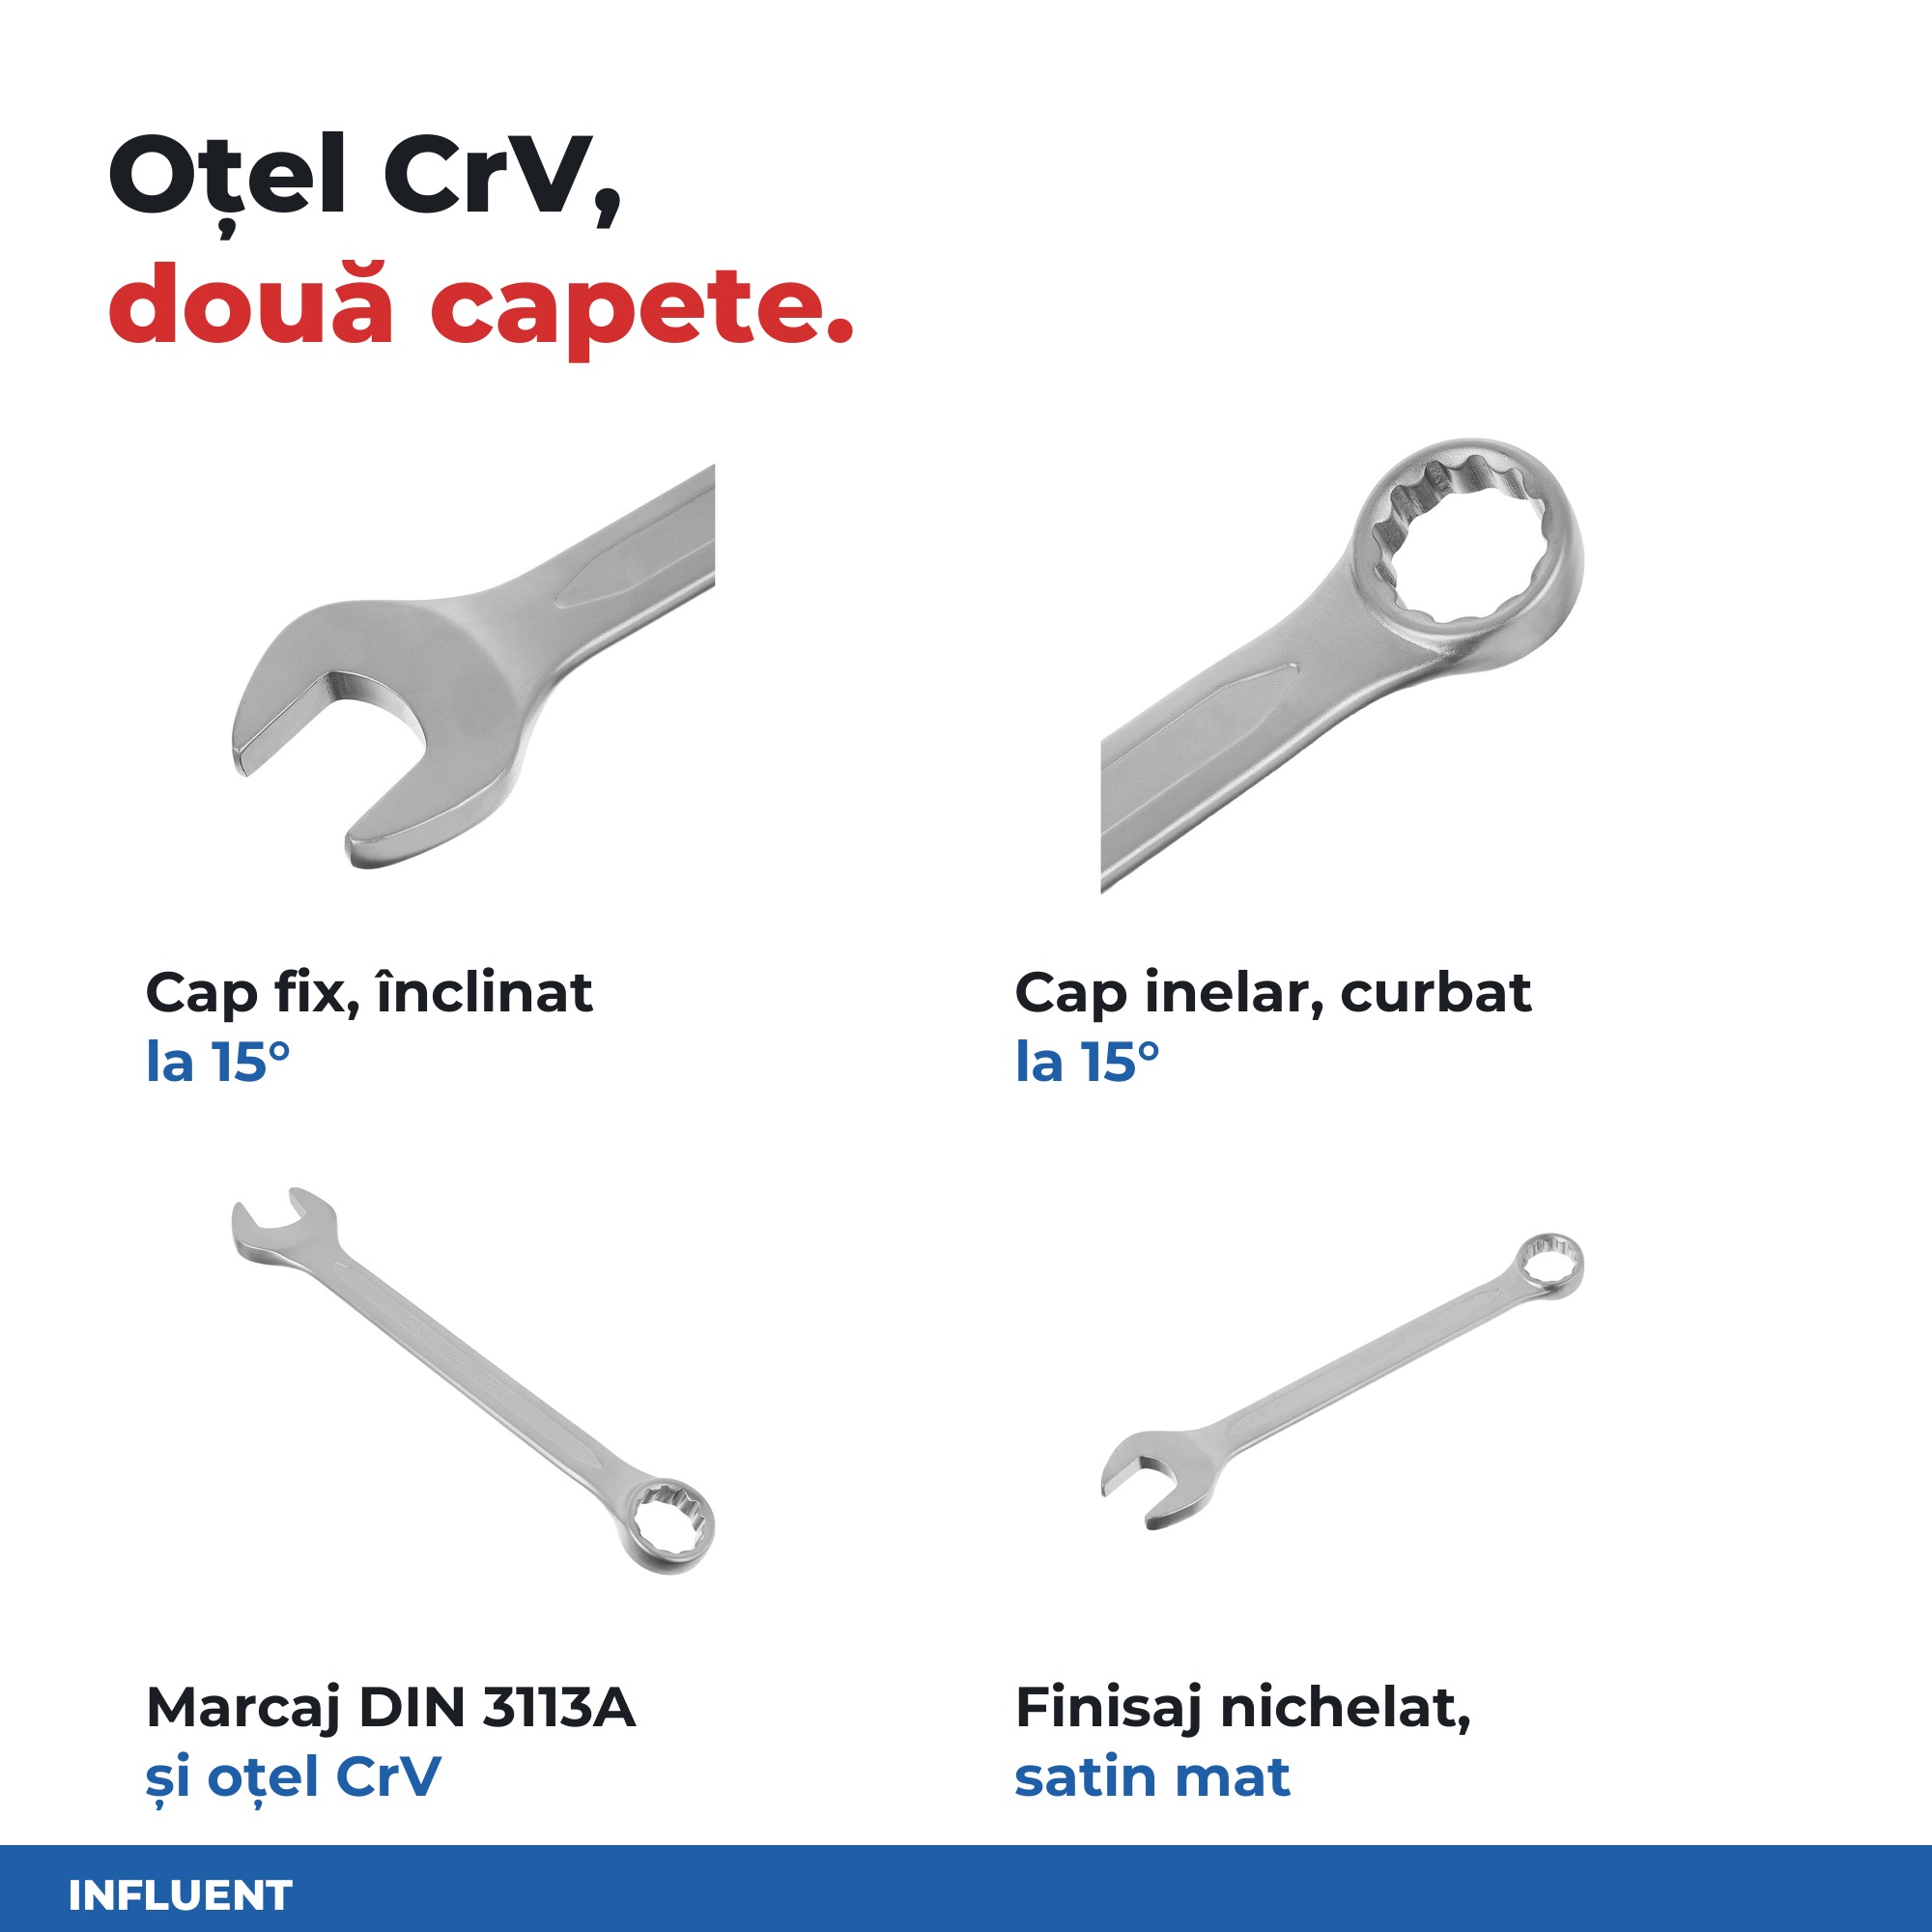 Oțel CrV,
două capete.
Cap fix, înclinat
la 15°
Cap inelar, curbat
la 15°
Marcaj DIN 3113A
și oțel CrV
Finisaj nichelat,
satin mat
INFLUENT